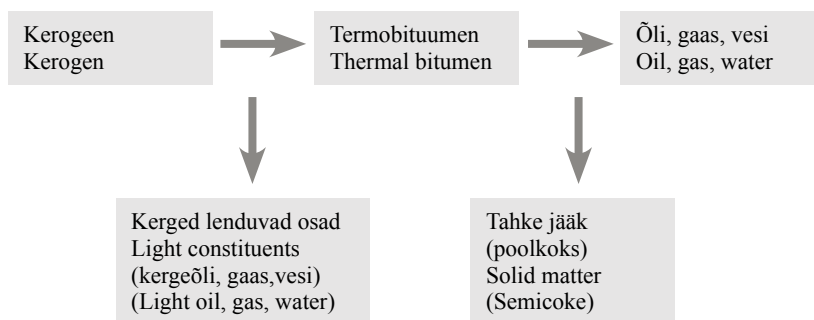 Kerogeen
Kerogen
Termobituumen
Thermal bitumen
Õli, gaas, vesi
Oil, gas, water
Kerged lenduvad osad
Light constituents
(kergeõli, gaas,vesi)
(Light oil, gas, water)
Tahke jääk
(poolkoks)
Solid matter
(Semicoke)